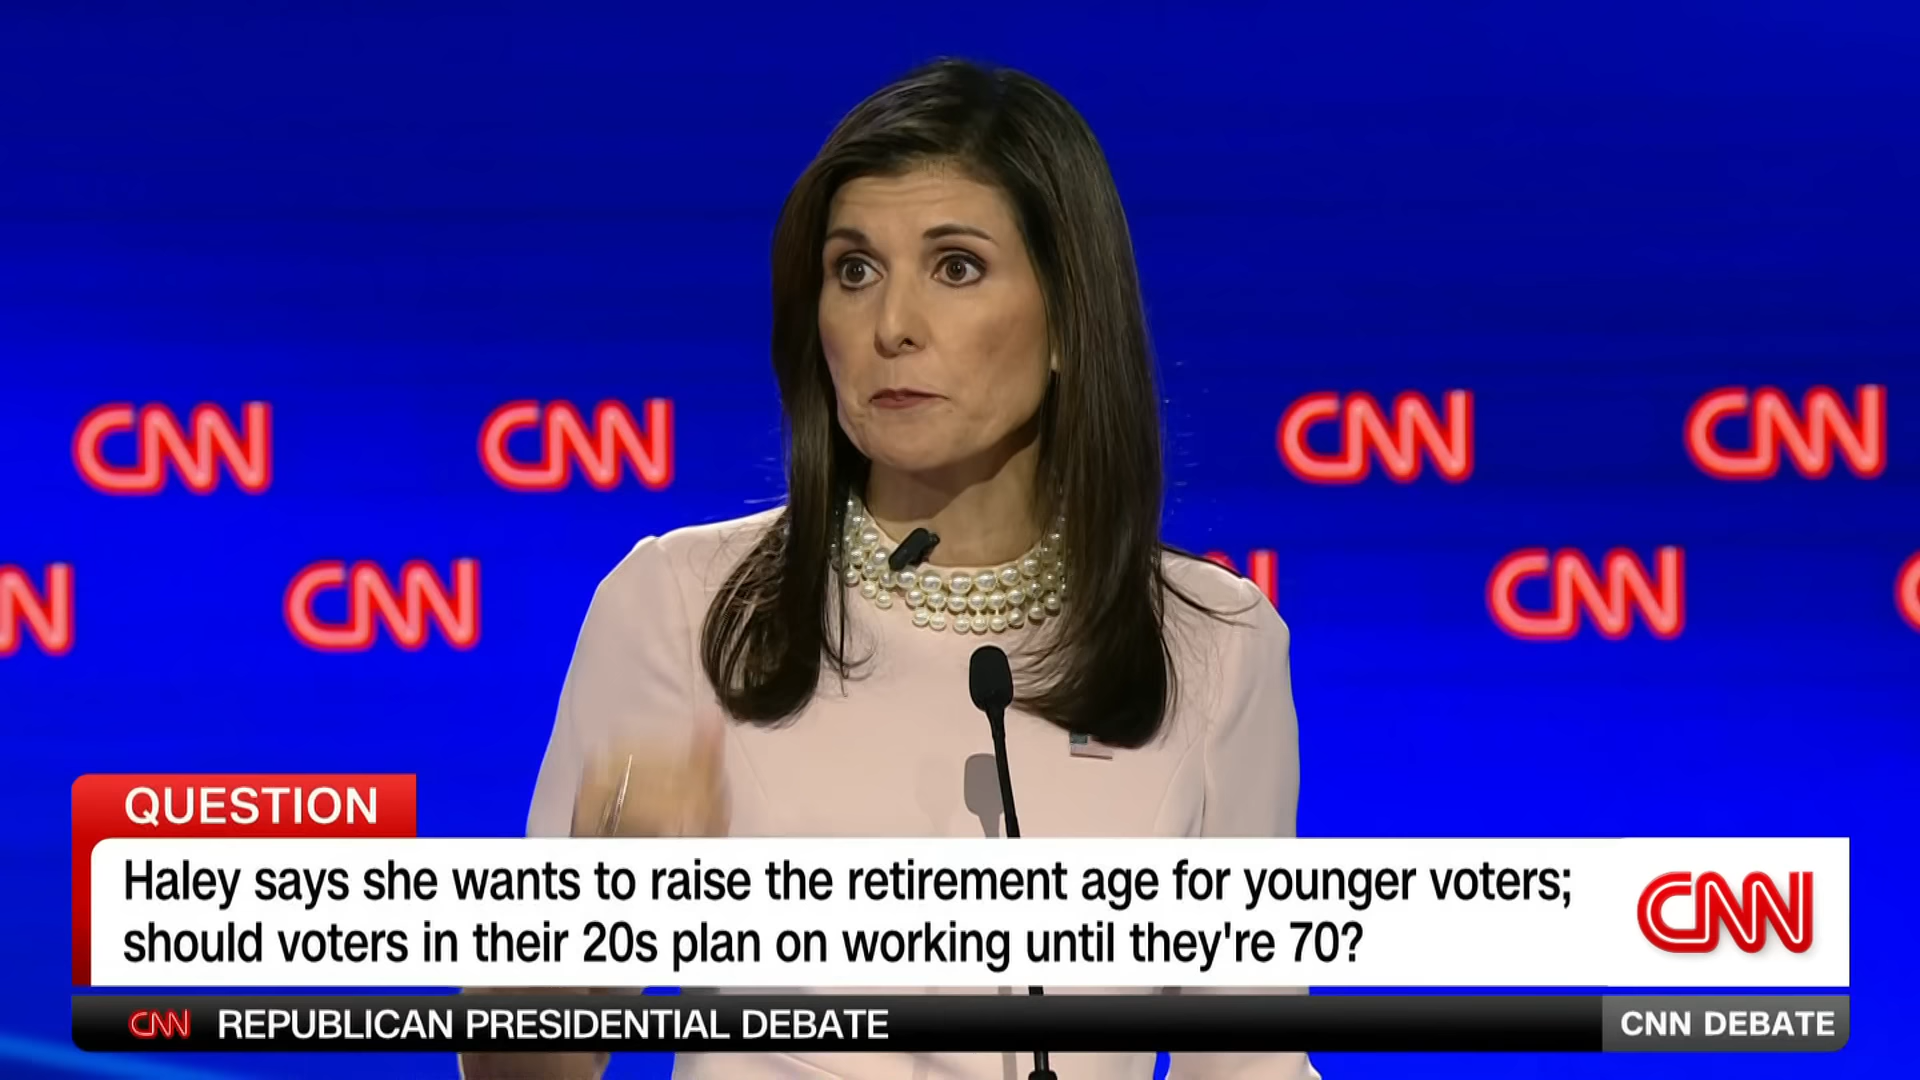 CNN CNN CNN CNN
N CNN CNN
QUESTION
Haley says she wants to raise the retirement age for younger voters;
should voters in their 20s plan on working until they're 70?
CNN
CNN REPUBLICAN PRESIDENTIAL DEBATE
CNN DEBATE